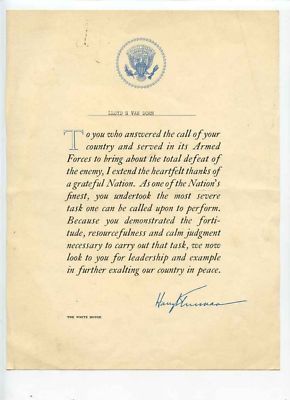 LLOYD S VAN DORN
To you who answered the call of your
country and served in its Armed
Forces to bring about the total defeat of
the enemy, I extend the heartfelt thanks of
a grateful Nation. As one of the Nation's
finest, you undertook the most severe
task one can be called upon to perform.
Because you demonstrated the forti-
tude, resourcefulness and calm judgment
necessary to carry out that task, we now
look to you for leadership and example
in further exalting our country in peace.
Harry Truman
THE WHITE HOUSE